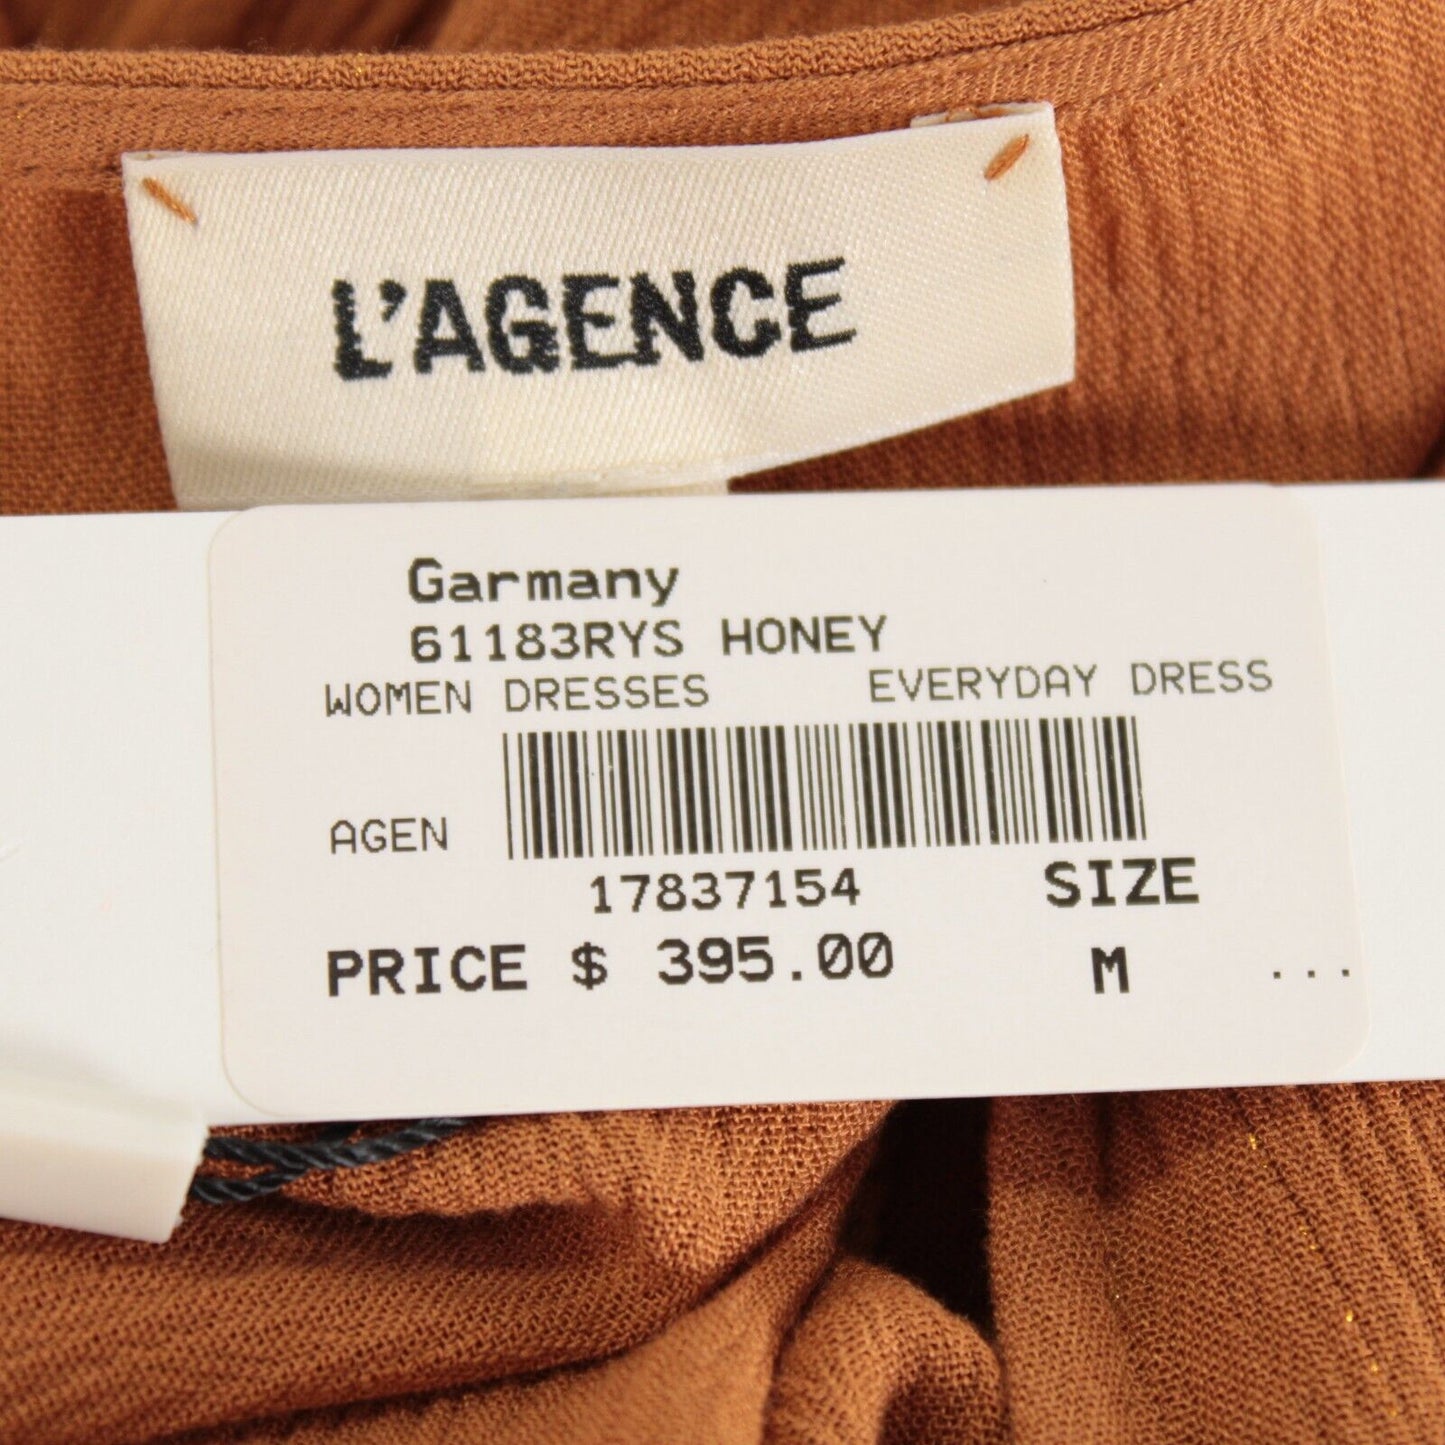 L'AGENCE
Garmany
61183RYS HONEY
WOMEN DRESSES EVERYDAY DRESS
AGEN
17837154 SIZE
PRICE $ 395.00 M ...